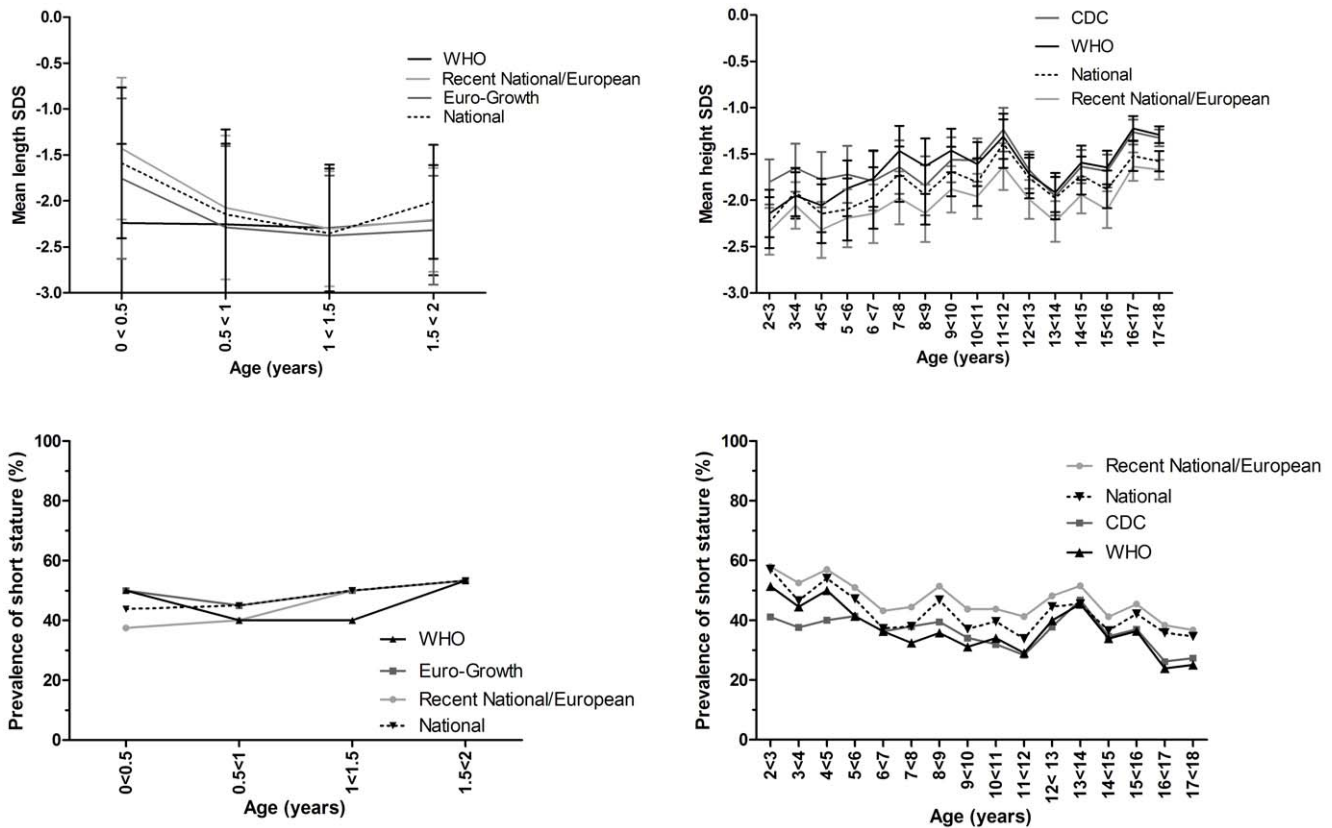 Mean length SDS
0.0
-0.5
-1.0
-1.5
-2.0
-2.5
-3.0
WHO
Recent National/European
Euro-Growth
National
0 < 0.5
0.5 < 1
1 < 1.5
1.5 < 2
Age (years)
Mean height SDS
0.0
-0.5
-1.0
-1.5
-2.0
-2.5
-3.0
CDC
WHO
National
Recent National/European
2<3
3<4
4<5
5 <6
6 <7
7<8
8<9
9<10
10<11
11<12
12<13
13<14
14<15
15<16
16<17
17<18
Age (years)
Prevalence of short stature (%)
100
80
60
40
20
0
WHO
Euro-Growth
Recent National/European
National
0<0.5
0.5<1
1<1.5
1.5<2
Age (years)
Prevalence of short stature (%)
100
80
60
40
20
0
Recent National/European
National
CDC
WHO
2<3
3<4
4<5
5<6
6<7
7<8
8<9
9<10
10<11
11<12
12< 13
13<14
14<15
15<16
16<17
17<18
Age (years)